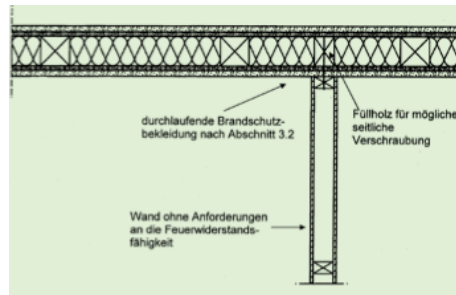 durchlaufende Brandschutz-
bekleidung nach Abschnitt 3.2
Füllholz für mögliche
seitliche
Verschraubung
Wand ohne Anforderungen
an die Feuerwiderstands-
fähigkeit